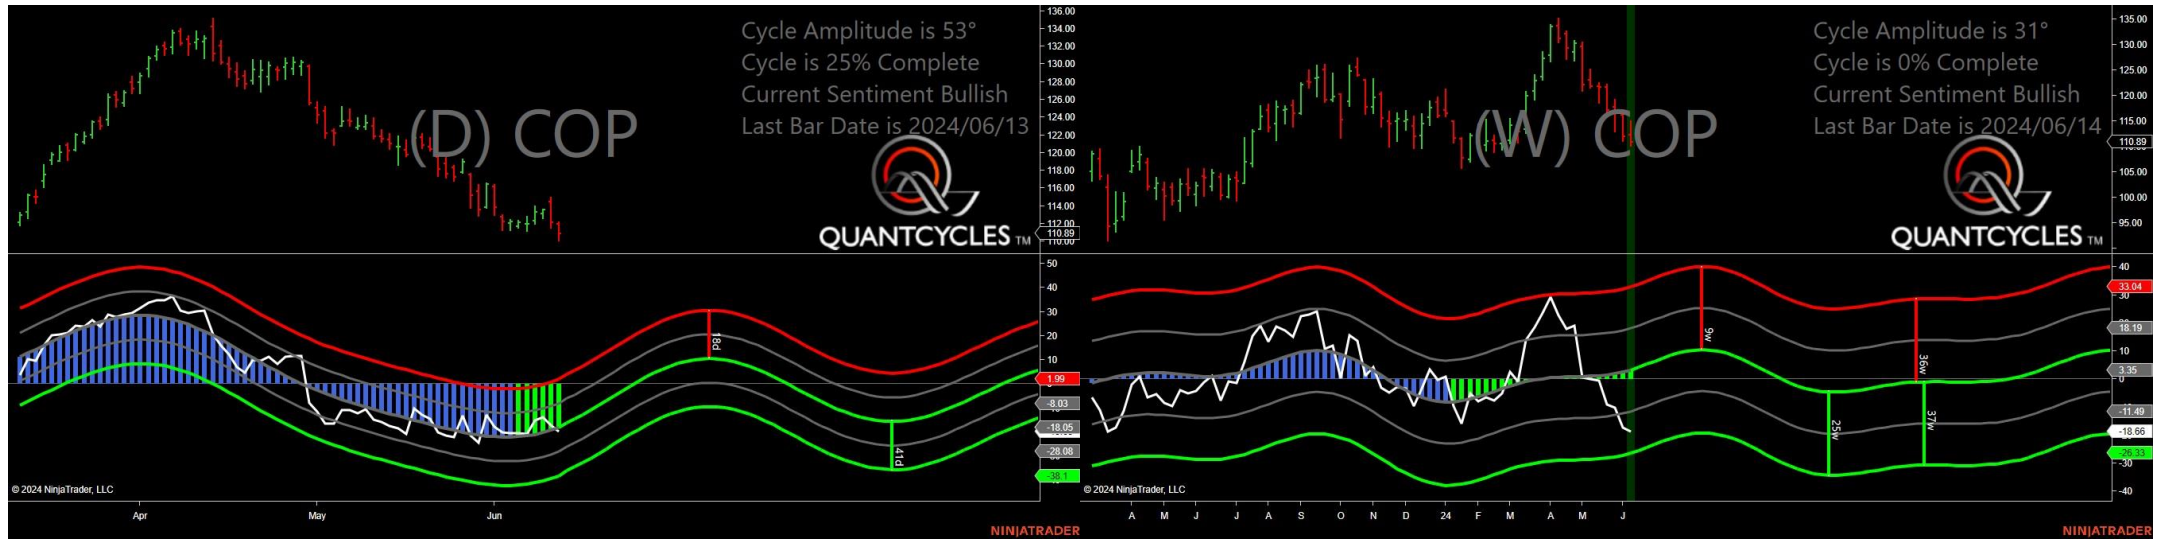 Cycle Amplitude is 53°
Cycle is 25% Complete
Current Sentiment Bullish
Last Bar Date is 2024/06/13
(D) COP
QUANTCYCLES TM
136.00
134.00
132.00
130.00
128.00
126.00
124.00
122.00
120.00
118.00
116.00
114.00
112.00
110.89
110.00
50
40
30
20
10
1.99
-8.03
-18.05
-28.08
-38.1
18d
41d
© 2024 NinjaTrader, LLC
Apr
May
Jun
NINJATRADER
Cycle Amplitude is 31°
Cycle is 0% Complete
Current Sentiment Bullish
Last Bar Date is 2024/06/14
(W) COP
QUANTCYCLES TM
135.00
130.00
125.00
120.00
115.00
110.89
105.00
100.00
95.00
40
33.04
30
18.19
10
3.35
0
-11.49
-18.66
-26.33
-30
-40
9w
36w
25w
37w
© 2024 NinjaTrader, LLC
A M J J A S O N D 24 F M A M J
NINJATRADER